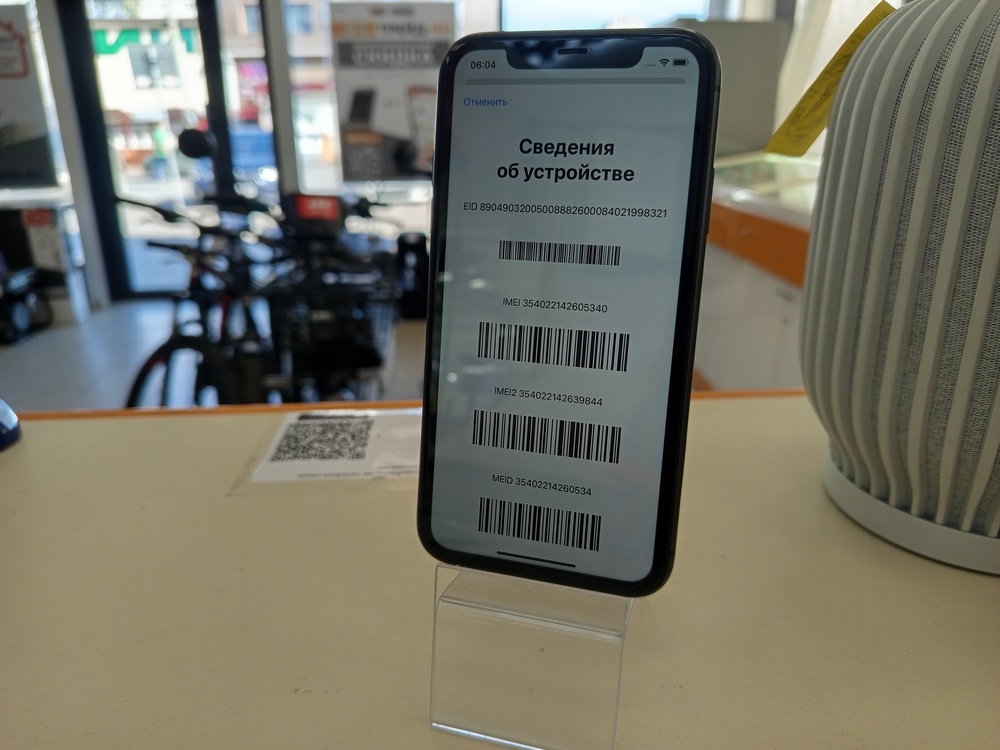 06:04
Отменить
Сведения
об устройстве
EID 89049032005008882600084021998321
IMEI 354022142605340
IMEI2 354022142639844
MEID 35402214260534